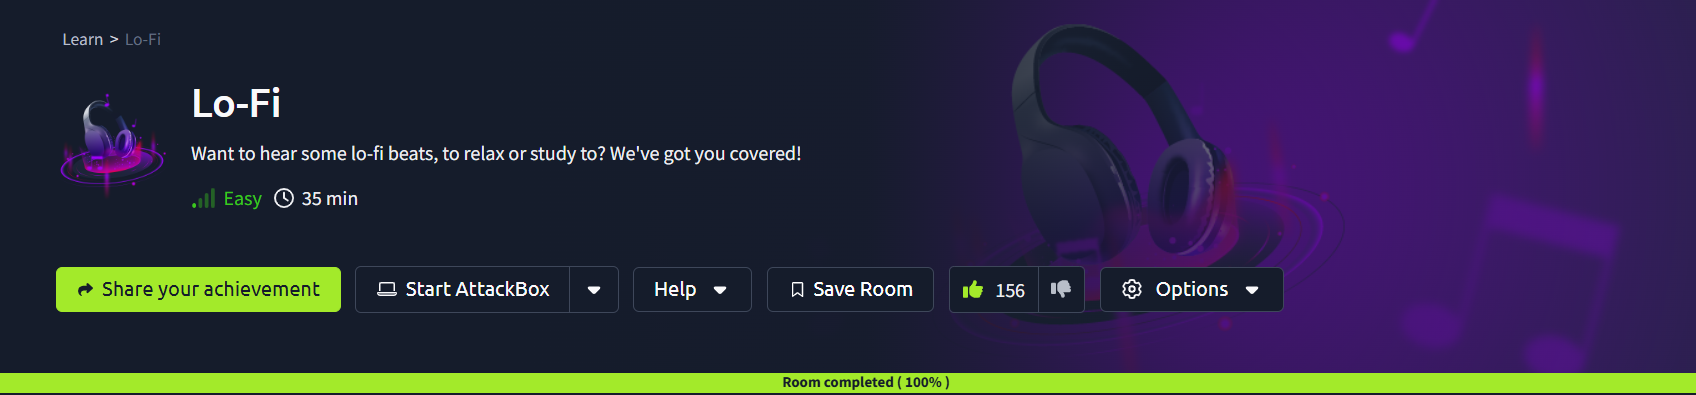 Learn > Lo-Fi
Lo-Fi
Want to hear some lo-fi beats, to relax or study to? We've got you covered!
Easy 35 min
Share your achievement Start AttackBox Help Save Room 156 Options
Room completed ( 100% )